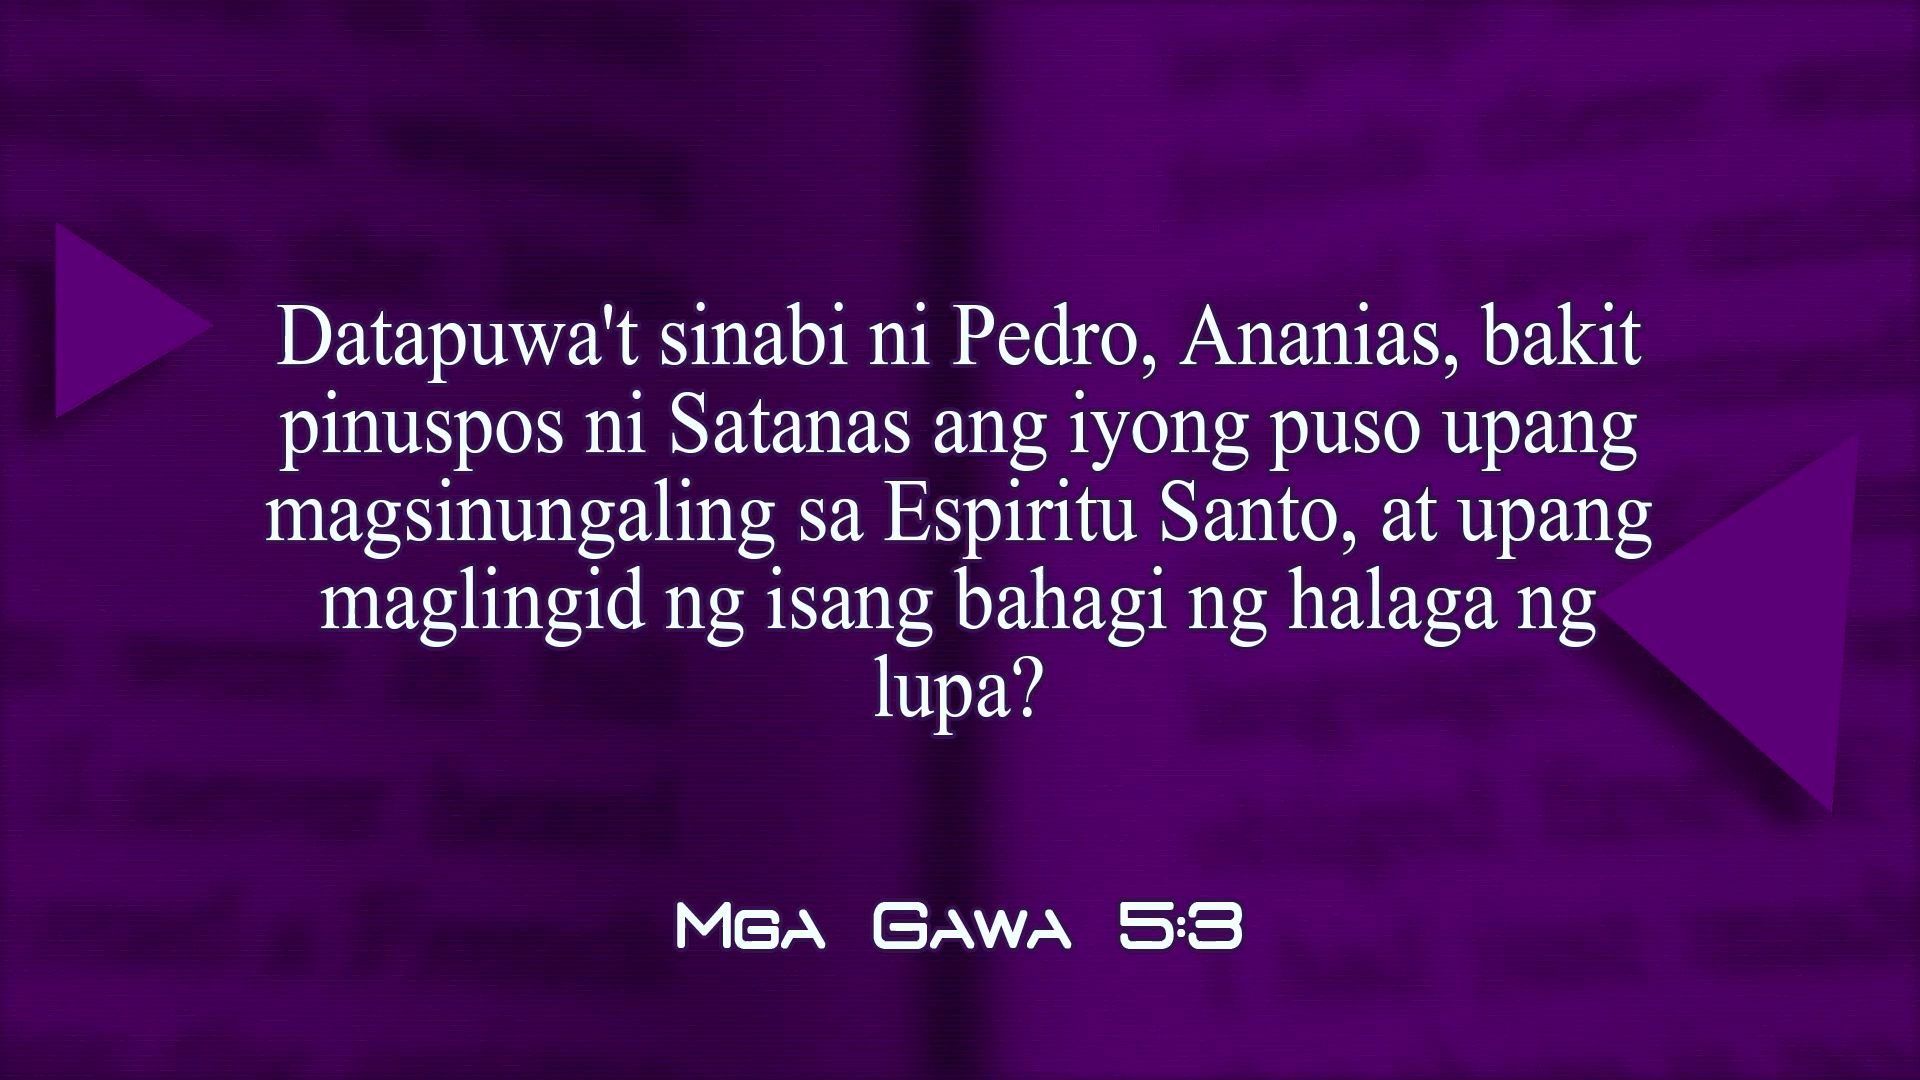 Datapuwa't sinabi ni Pedro, Ananias, bakit
pinuspos ni Satanas ang iyong puso upang
magsinungaling sa Espiritu Santo, at upang
maglingid ng isang bahagi ng halaga ng
lupa?
Mga Gawa 5:3